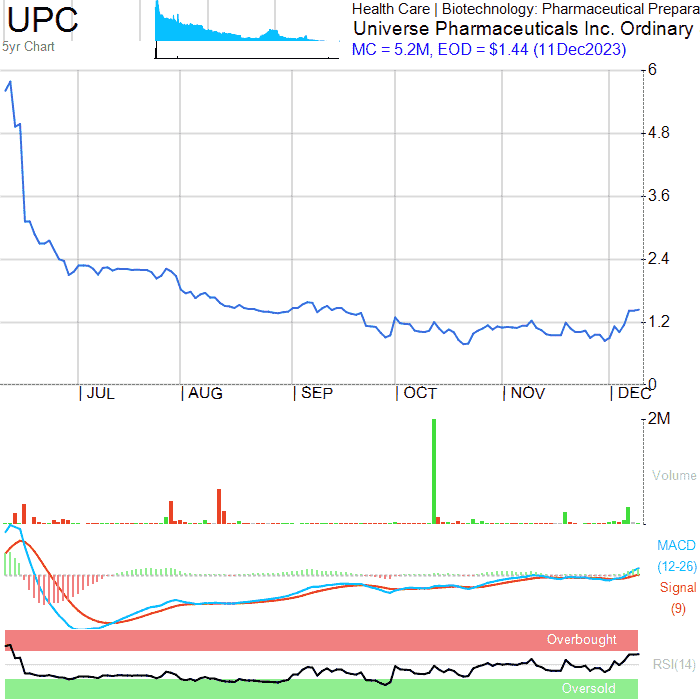 UPC
5yr Chart
Health Care | Biotechnology: Pharmaceutical Prepara
Universe Pharmaceuticals Inc. Ordinary
MC = 5.2M, EOD = $1.44 (11Dec2023)
6
4.8
3.6
2.4
1.2
0
| JUL
| AUG
| SEP
| OCT
| NOV
| DEC
2M
Volume
MACD
(12-26)
Signal
(9)
Overbought
RSI(14)
Oversold